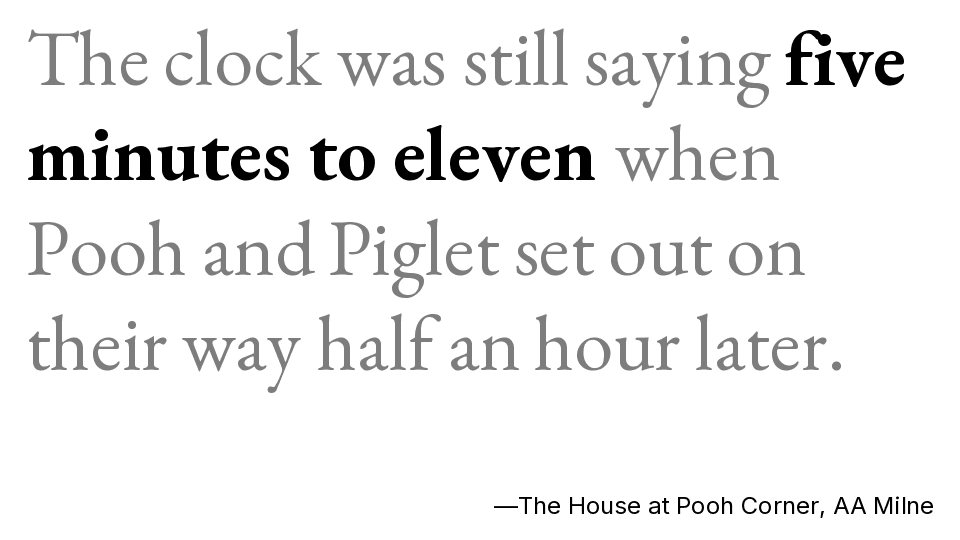 The clock was still saying five
minutes to eleven when
Pooh and Piglet set out on
their way half an hour later.
—The House at Pooh Corner, AA Milne